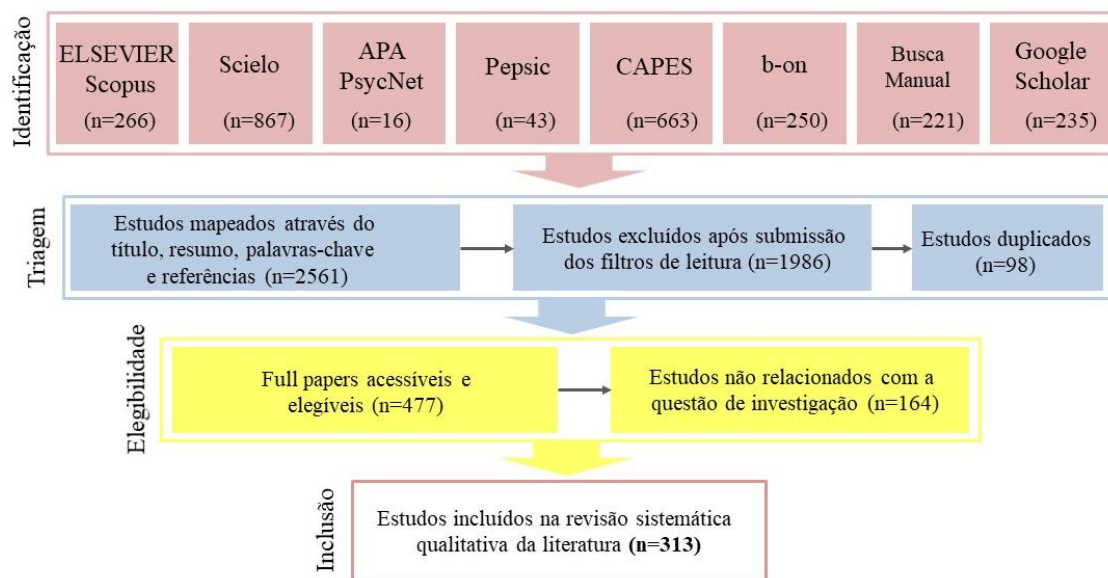 Identificação
ELSEVIER
Scopus
(n=266)
Scielo
(n=867)
APA
PsycNet
(n=16)
Pepsic
(n=43)
CAPES
(n=663)
b-on
(n=250)
Busca
Manual
(n=221)
Google
Scholar
(n=235)
Triagem
Estudos mapeados através do
título, resumo, palavras-chave
e referências (n=2561)
Estudos excluídos após submissão
dos filtros de leitura (n=1986)
Estudos duplicados
(n=98)
Elegibilidade
Full papers acessíveis e
elegíveis (n=477)
Estudos não relacionados com a
questão de investigação (n=164)
Inclusão
Estudos incluídos na revisão sistemática
qualitativa da literatura (n=313)